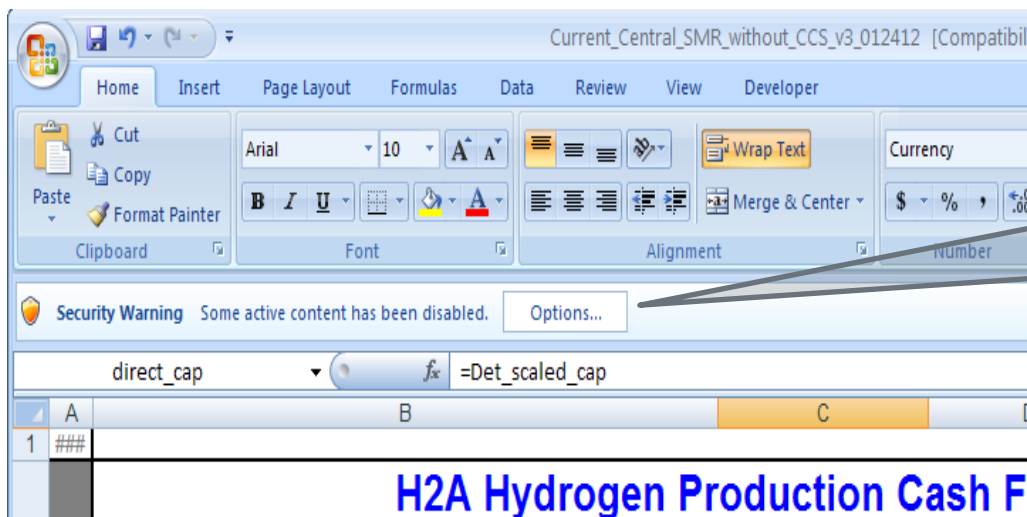 Current_Central_SMR_without_CCS_v3_012412 [Compatibil
Home Insert Page Layout Formulas Data Review View Developer
Cut
Copy
Format Painter
Paste
Clipboard
Arial 10 A A
B I U A
Font
Wrap Text
Merge & Center
Alignment
Currency
$ % ,
Number
Security Warning Some active content has been disabled. Options...
direct_cap fx =Det_scaled_cap
A B C
1 ###
H2A Hydrogen Production Cash F